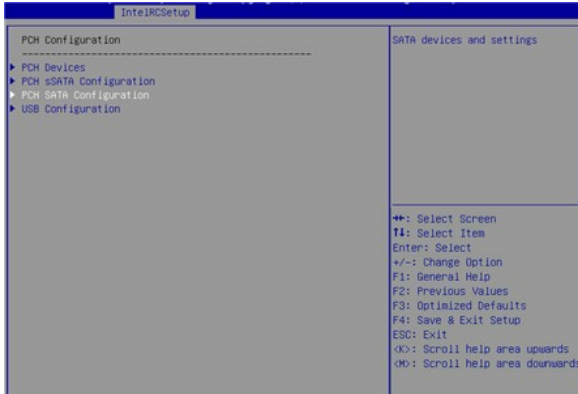 IntelRCSetup
PCH Configuration
PCH Devices
PCH sSATA Configuration
PCH SATA Configuration
USB Configuration
SATA devices and settings
→←: Select Screen
↑↓: Select Item
Enter: Select
+/-: Change Option
F1: General Help
F2: Previous Values
F3: Optimized Defaults
F4: Save & Exit Setup
ESC: Exit
<K>: Scroll help area upwards
<M>: Scroll help area downwards